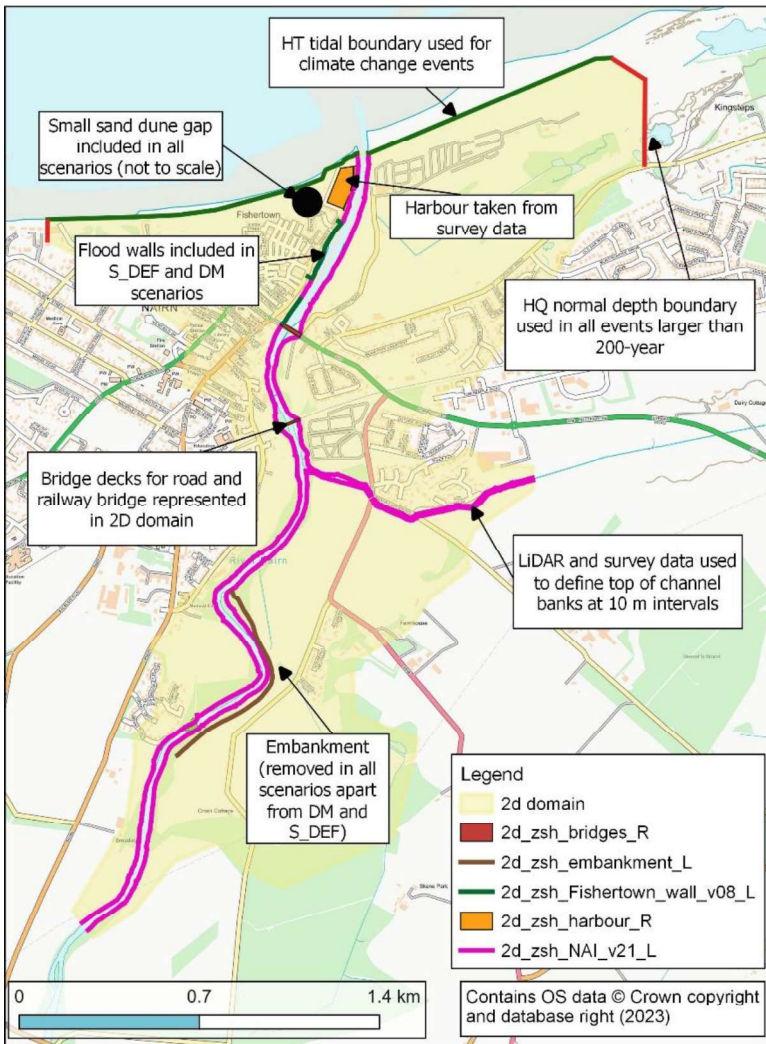 HT tidal boundary used for
climate change events
Kingsteps
Small sand dune gap
included in all
scenarios (not to scale)
Fishertown
Harbour taken from
survey data
Flood walls included in
S_DEF and DM
scenarios
NAIRN
HQ normal depth boundary
used in all events larger than
200-year
Dairy Cottage
Bridge decks for road and
railway bridge represented
in 2D domain
LiDAR and survey data used
to define top of channel
banks at 10 m intervals
Farmhouse
Embankment
(removed in all
scenarios apart
from DM and
S_DEF)
Legend
2d domain
2d_zsh_bridges_R
2d_zsh_embankment_L
2d_zsh_Fishertown_wall_v08_L
2d_zsh_harbour_R
2d_zsh_NAI_v21_L
0
0.7
1.4 km
Contains OS data © Crown copyright
and database right (2023)